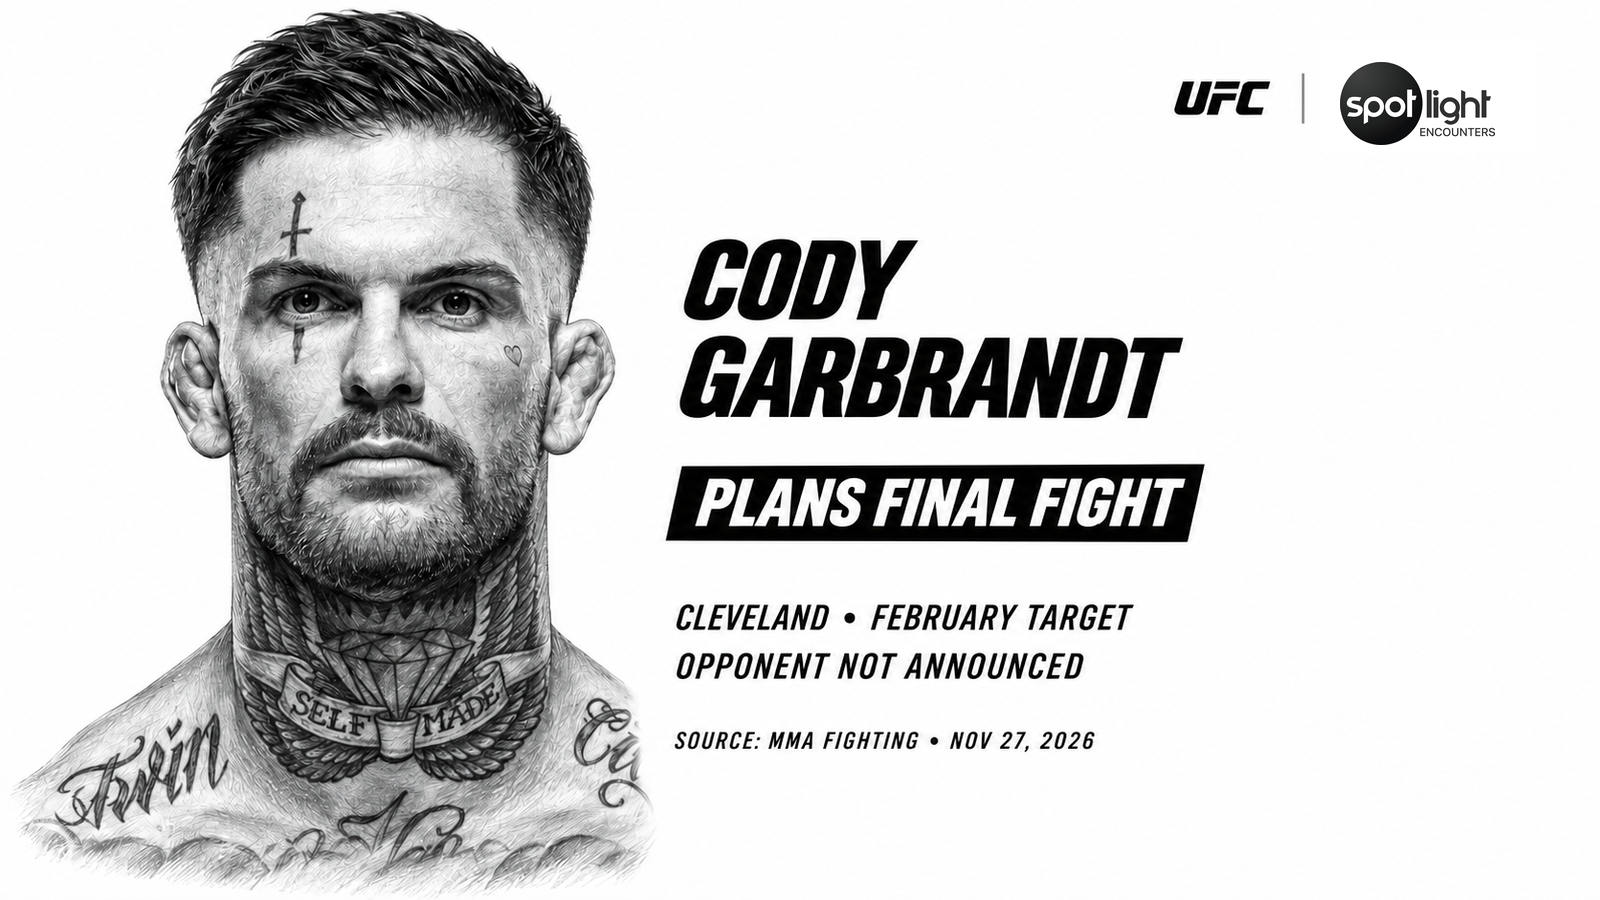 UFC
spotlight
ENCOUNTERS
CODY
GARBRANDT
PLANS FINAL FIGHT
CLEVELAND • FEBRUARY TARGET
OPPONENT NOT ANNOUNCED
SOURCE: MMA FIGHTING • NOV 27, 2026
SELF MADE